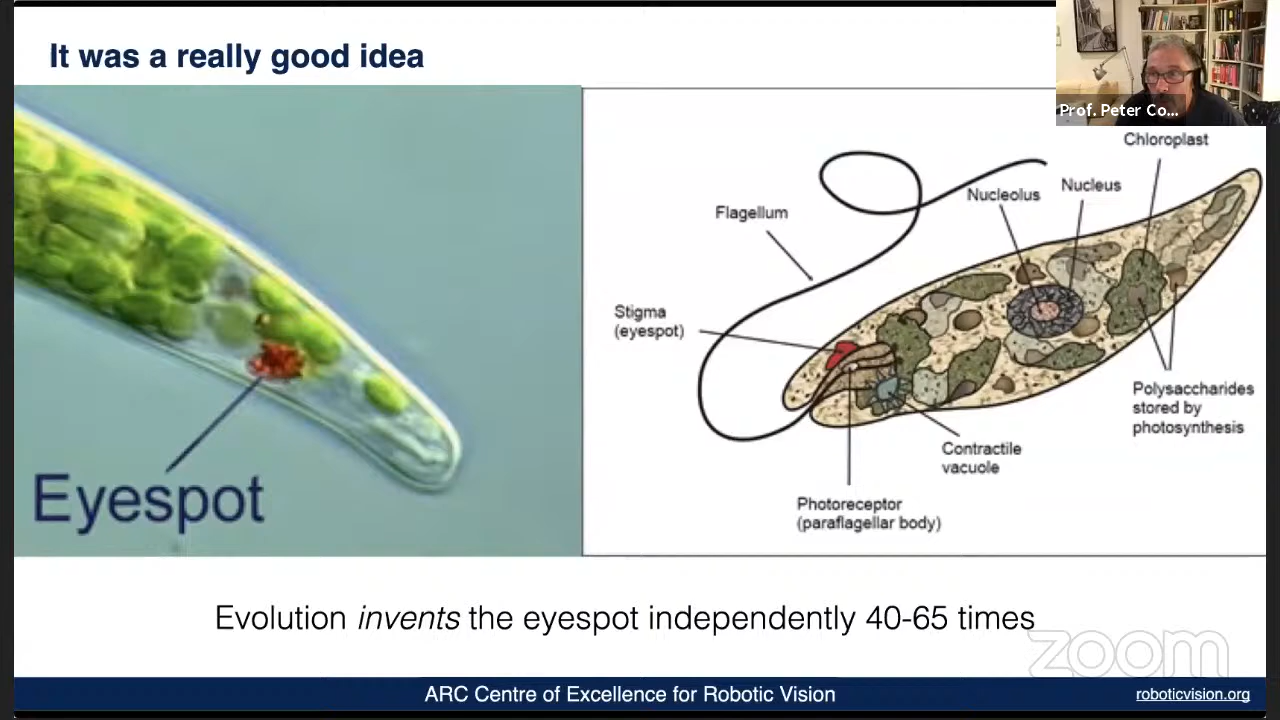 It was a really good idea
Prof. Peter Co...
Eyespot
Flagellum
Stigma
(eyespot)
Nucleolus
Nucleus
Chloroplast
Polysaccharides
stored by
photosynthesis
Contractile
vacuole
Photoreceptor
(paraflagellar body)
Evolution invents the eyespot independently 40-65 times
zoom
ARC Centre of Excellence for Robotic Vision
roboticvision.org